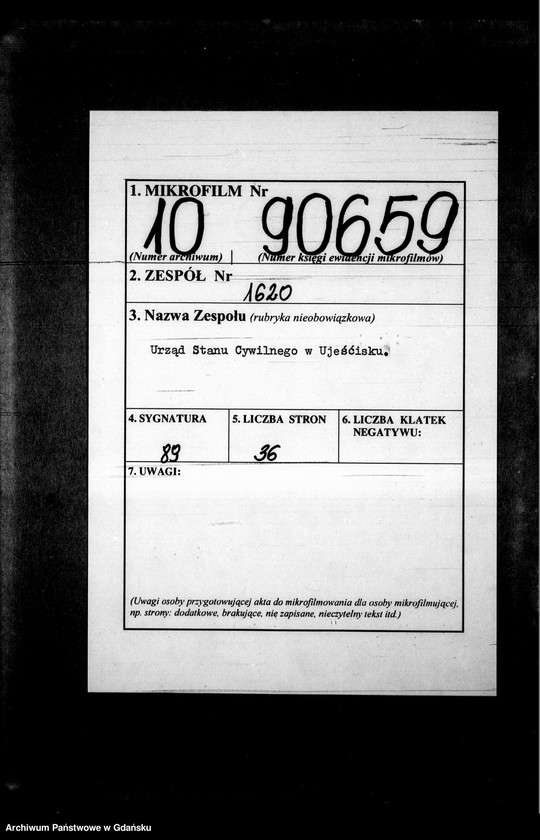 1. MIKROFILM Nr
10 90659
(Numer archiwum) (Numer księgi ewidencji mikrofilmów)
2. ZESPÓŁ Nr
1620
3. Nazwa Zespołu (rubryka nieobowiązkowa)
Urząd Stanu Cywilnego w Ujeścisku.
4. SYGNATURA 5. LICZBA STRON 6. LICZBA KLATEK
NEGATYWU:
89 36
7. UWAGI:
(Uwagi osoby przygotowującej akta do mikrofilmowania dla osoby mikrofilmującej,
np. strony: dodatkowe, brakujące, nie zapisane, nieczytelny tekst itd.)
Archiwum Państwowe w Gdańsku